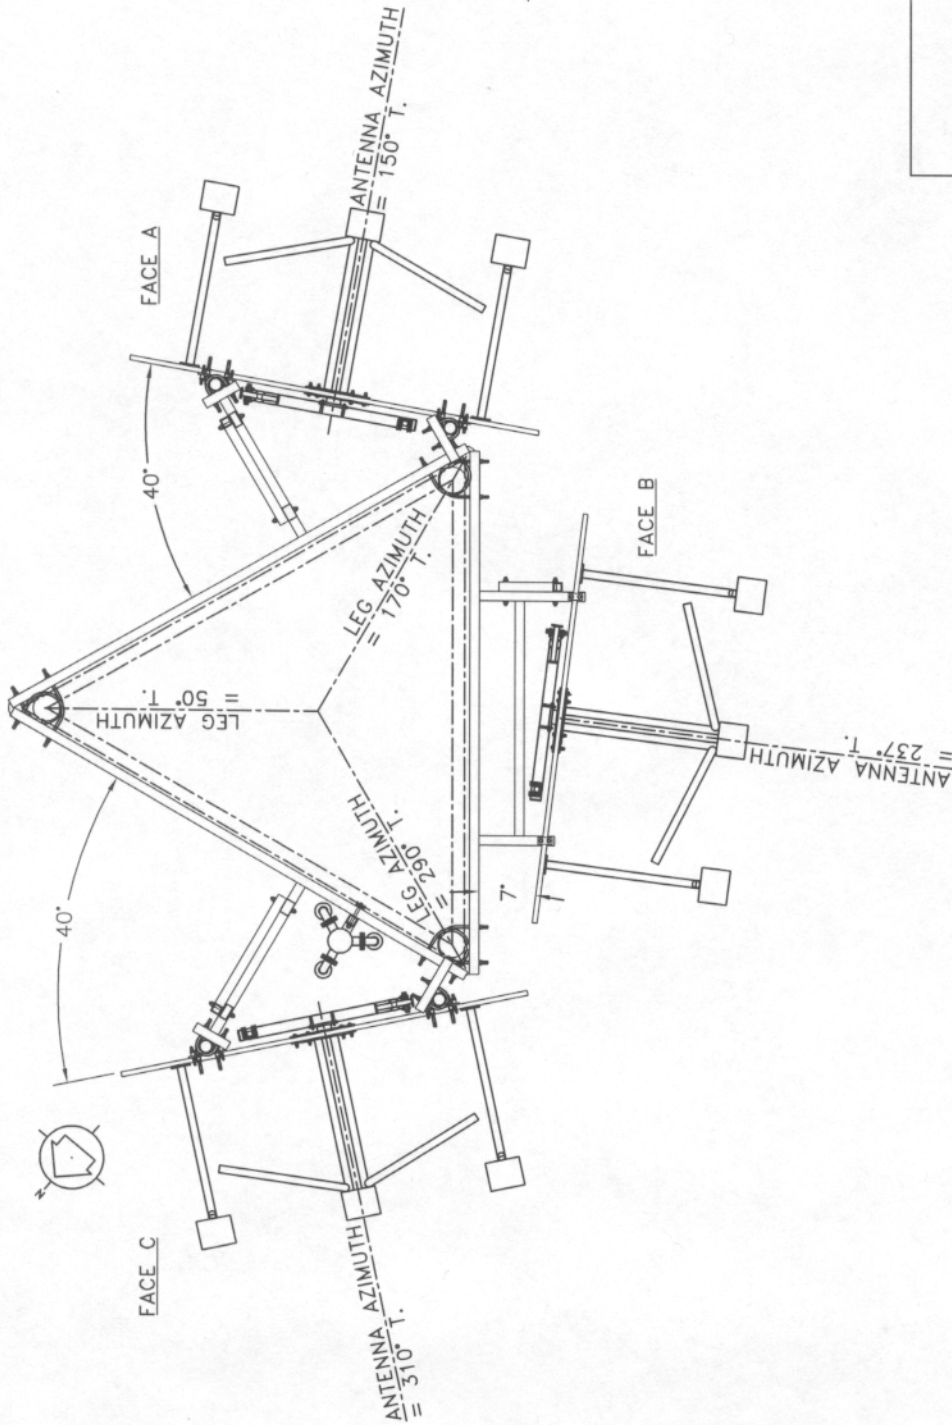 FACE A
ANTENNA AZIMUTH
= 150° T.
40°
LEG AZIMUTH
= 50° T.
LEG AZIMUTH
= 170° T.
LEG AZIMUTH
= 290° T.
FACE B
7°
ANTENNA AZIMUTH
= 237° T.
40°
N
FACE C
ANTENNA AZIMUTH
= 310° T.